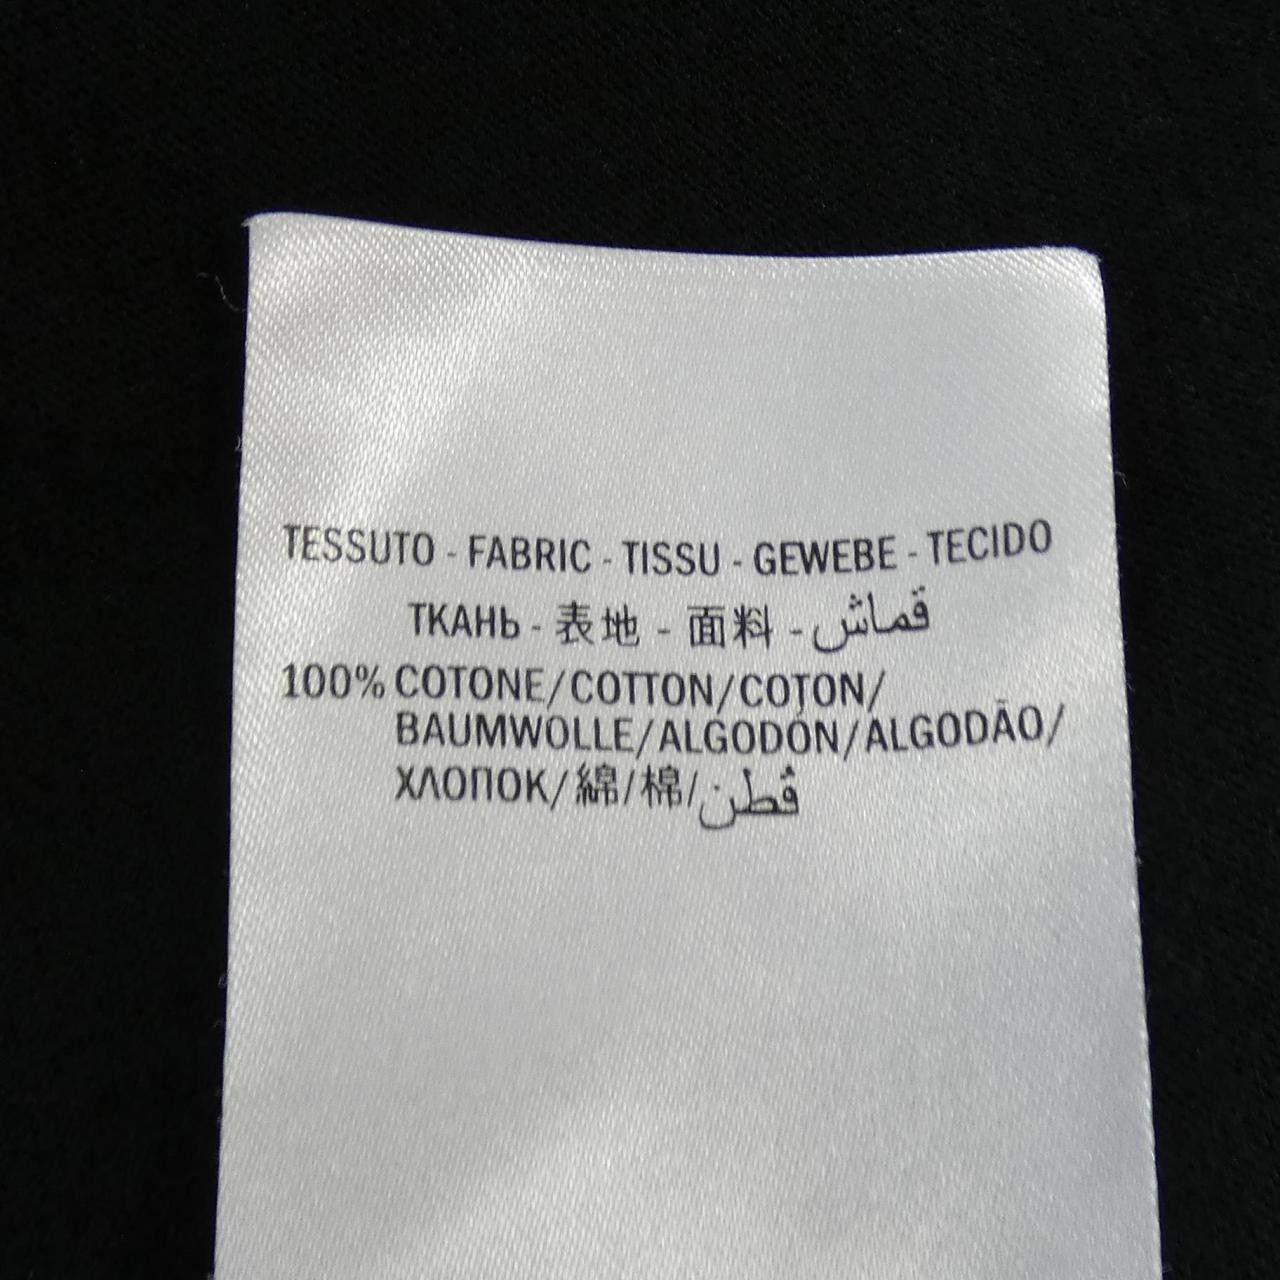 TESSUTO - FABRIC - TISSU - GEWEBE - TECIDO
ТКАНЬ - 表地 - 面料 - قماش
100% COTONE/COTTON/COTON/
BAUMWOLLE/ALGODÓN/ALGODÃO/
ХЛОПОК/綿/棉/قطن